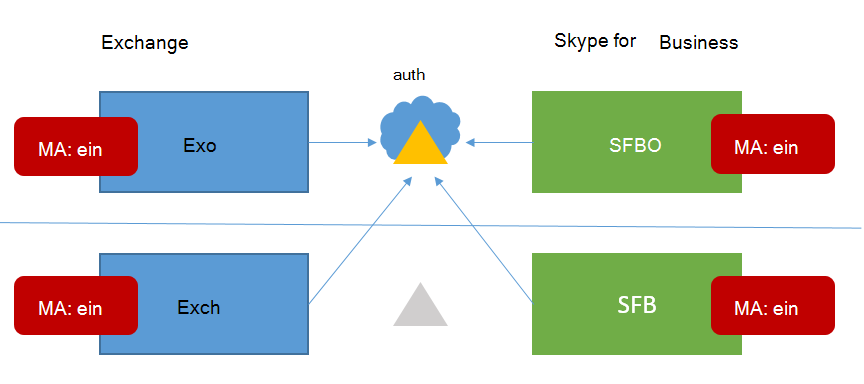 Exchange
Skype for Business
auth
MA: ein
Exo
SFBO
MA: ein
MA: ein
Exch
SFB
MA: ein